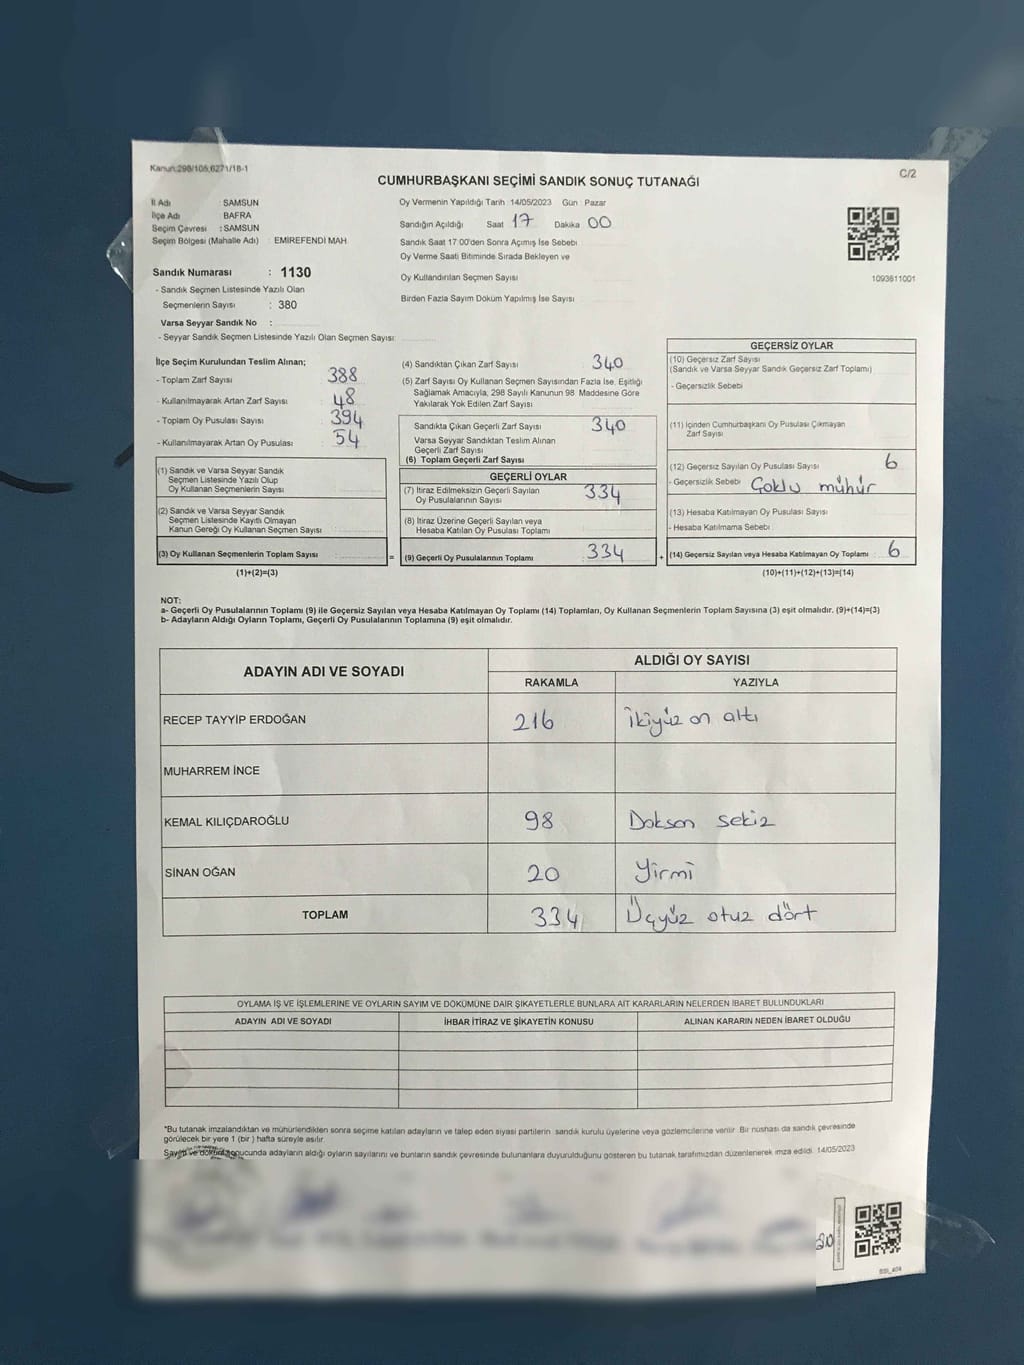 Kanun:298/105,6271/18-1
C/2
CUMHURBAŞKANI SEÇİMİ SANDIK SONUÇ TUTANAĞI
İl Adı : SAMSUN
İlçe Adı : BAFRA
Seçim Çevresi : SAMSUN
Seçim Bölgesi (Mahalle Adı) : EMİREFENDİ MAH.
Oy Vermenin Yapıldığı Tarih :14/05/2023 Gün :Pazar
Sandığın Açıldığı Saat 17 Dakika 00
Sandık Saat 17:00'den Sonra Açımış İse Sebebi
Oy Verme Saati Bitiminde Sırada Bekleyen ve
Oy Kullandırılan Seçmen Sayısı
Birden Fazla Sayım Döküm Yapılmış İse Sayısı
1093611001
Sandık Numarası : 1130
- Sandık Seçmen Listesinde Yazılı Olan
Seçmenlerin Sayısı : 380
Varsa Seyyar Sandık No :
- Seyyar Sandık Seçmen Listesinde Yazılı Olan Seçmen Sayısı:
İlçe Seçim Kurulundan Teslim Alınan;
- Toplam Zarf Sayısı 388
- Kullanılmayarak Artan Zarf Sayısı 48
- Toplam Oy Pusulası Sayısı 394
- Kullanılmayarak Artan Oy Pusulası 54
(1) Sandık ve Varsa Seyyar Sandık
Seçmen Listesinde Yazılı Olup
Oy Kullanan Seçmenlerin Sayısı
(2) Sandık ve Varsa Seyyar Sandık
Seçmen Listesinde Kayıtlı Olmayan
Kanun Gereği Oy Kullanan Seçmen Sayısı
(3) Oy Kullanan Seçmenlerin Toplam Sayısı
(1)+(2)=(3)
=
(4) Sandıktan Çıkan Zarf Sayısı 340
(5) Zarf Sayısı Oy Kullanan Seçmen Sayısından Fazla İse, Eşitliği
Sağlamak Amacıyla; 298 Sayılı Kanunun 98. Maddesine Göre
Yakılarak Yok Edilen Zarf Sayısı
Sandıkta Çıkan Geçerli Zarf Sayısı 340
Varsa Seyyar Sandıktan Teslim Alınan
Geçerli Zarf Sayısı
(6) Toplam Geçerli Zarf Sayısı
GEÇERLİ OYLAR
(7) İtiraz Edilmeksizin Geçerli Sayılan
Oy Pusulalarının Sayısı 334
(8) İtiraz Üzerine Geçerli Sayılan veya
Hesaba Katılan Oy Pusulası Toplamı
(9) Geçerli Oy Pusulalarının Toplamı 334
+
GEÇERSİZ OYLAR
(10) Geçersiz Zarf Sayısı
(Sandık ve Varsa Seyyar Sandık Geçersiz Zarf Toplamı)
- Geçersizlik Sebebi
(11) İçinden Cumhurbaşkanı Oy Pusulası Çıkmayan
Zarf Sayısı
(12) Geçersiz Sayılan Oy Pusulası Sayısı 6
- Geçersizlik Sebebi Çoklu mühür
(13) Hesaba Katılmayan Oy Pusulası Sayısı
- Hesaba Katılmama Sebebi
(14) Geçersiz Sayılan veya Hesaba Katılmayan Oy Toplamı : 6
(10)+(11)+(12)+(13)=(14)
NOT:
a- Geçerli Oy Pusulalarının Toplamı (9) ile Geçersiz Sayılan veya Hesaba Katılmayan Oy Toplamı (14) Toplamları, Oy Kullanan Seçmenlerin Toplam Sayısına (3) eşit olmalıdır. (9)+(14)=(3)
b- Adayların Aldığı Oyların Toplamı, Geçerli Oy Pusulalarının Toplamına (9) eşit olmalıdır.
ADAYIN ADI VE SOYADI
ALDIĞI OY SAYISI
RAKAMLA YAZIYLA
RECEP TAYYİP ERDOĞAN 216 İkiyüz on altı
MUHARREM İNCE
KEMAL KILIÇDAROĞLU 98 Doksan sekiz
SİNAN OĞAN 20 Yirmi
TOPLAM 334 Üçyüz otuz dört
OYLAMA İŞ VE İŞLEMLERİNE VE OYLARIN SAYIM VE DÖKÜMÜNE DAİR ŞİKAYETLERLE BUNLARA AİT KARARLARIN NELERDEN İBARET BULUNDUKLARI
ADAYIN ADI VE SOYADI İHBAR İTİRAZ VE ŞİKAYETİN KONUSU ALINAN KARARIN NEDEN İBARET OLDUĞU
*Bu tutanak imzalandıktan ve mühürlendikten sonra seçime katılan adayların ve talep eden siyasi partilerin sandık kurulu üyelerine veya gözlemcilerine verilir. Bir nüshası da sandık çevresinde
görülecek bir yere 1 (bir) hafta süreyle asılır.
Sayım ve döküm sonucunda adayların aldığı oyların sayılarını ve bunların sandık çevresinde bulunanlara duyurulduğunu gösteren bu tutanak tarafımızdan düzenlenerek imza edildi. 14/05/2023